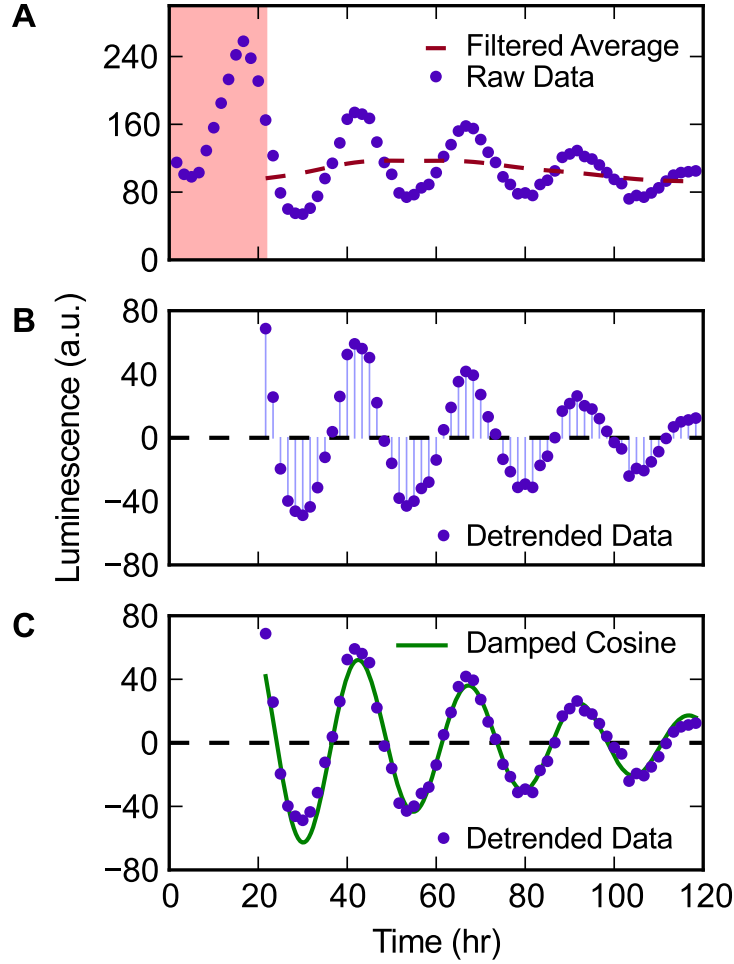 A
240
160
80
0
Filtered Average
Raw Data
Luminescence (a.u.)
B
80
40
0
−40
−80
Detrended Data
C
80
40
0
−40
−80
Damped Cosine
Detrended Data
0 20 40 60 80 100 120
Time (hr)